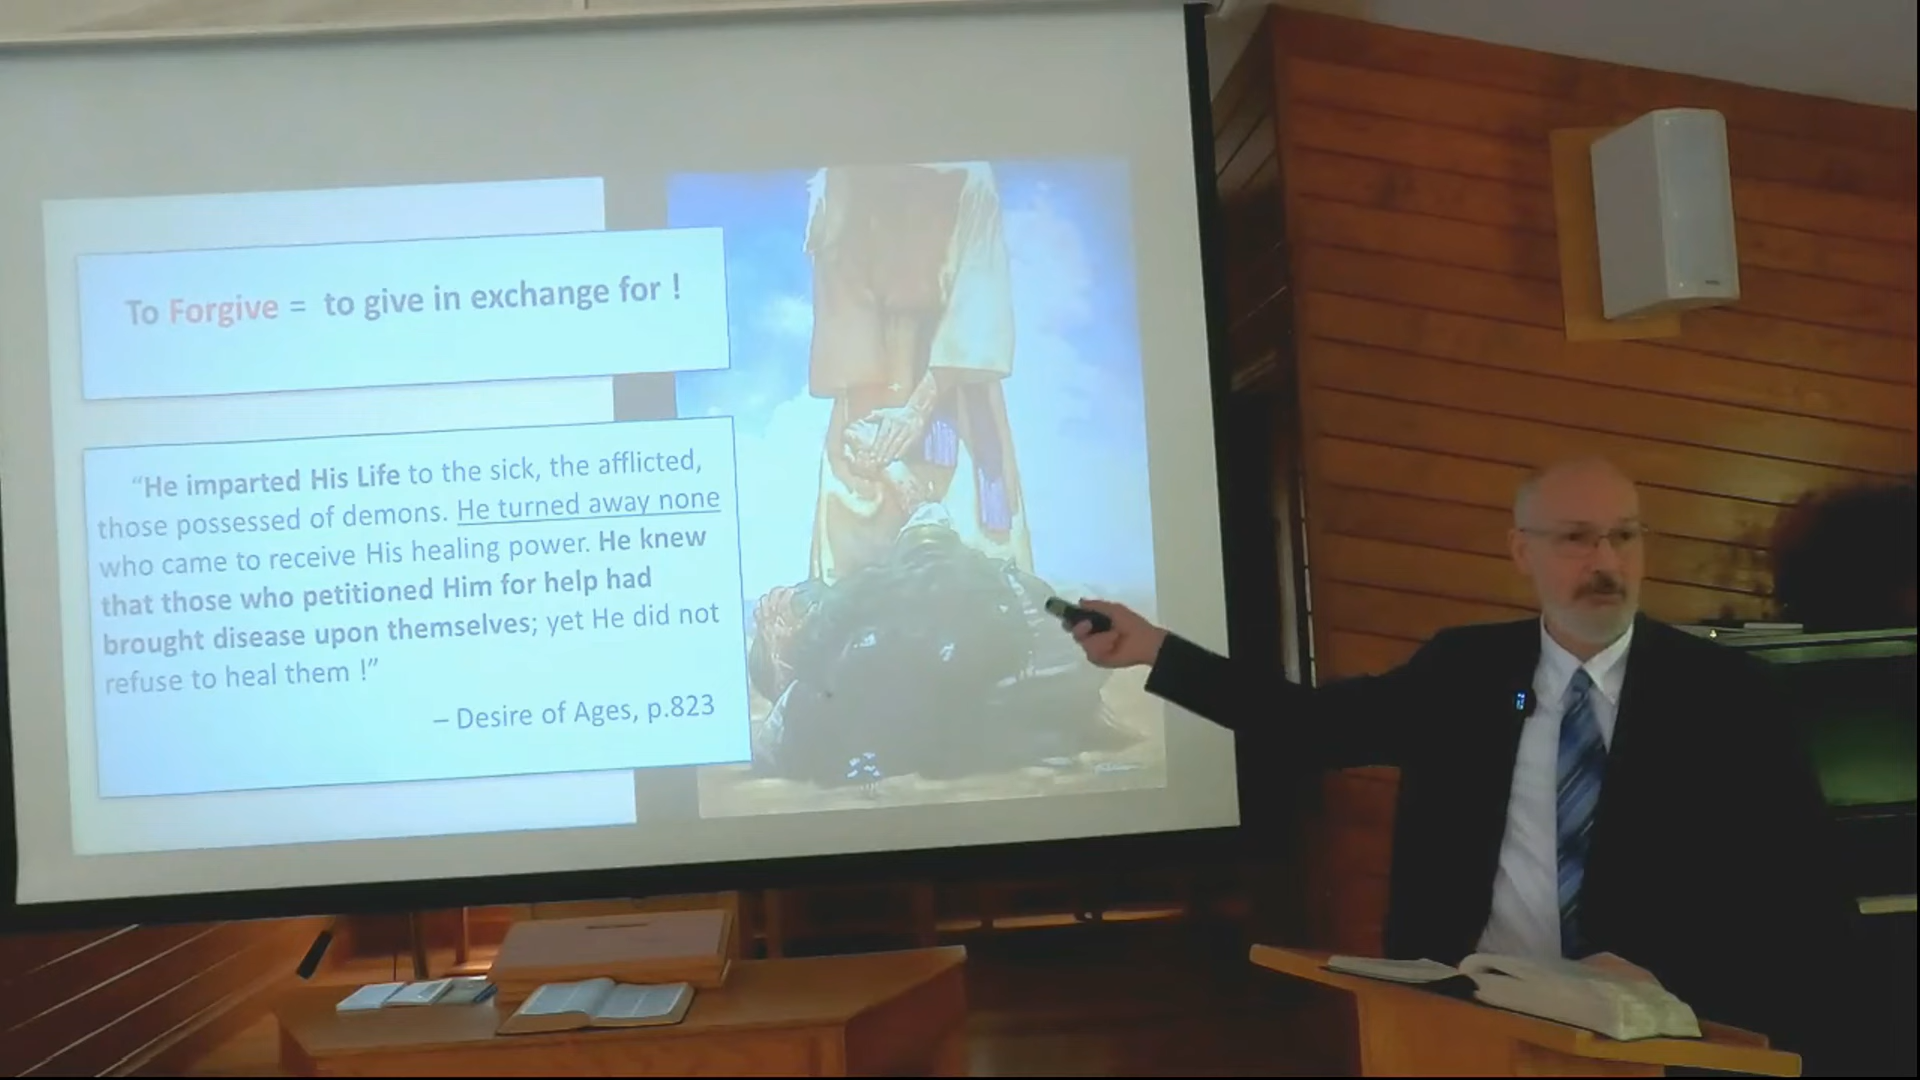 To Forgive = to give in exchange for !
“He imparted His Life to the sick, the afflicted,
those possessed of demons. He turned away none
who came to receive His healing power. He knew
that those who petitioned Him for help had
brought disease upon themselves; yet He did not
refuse to heal them !”
– Desire of Ages, p.823